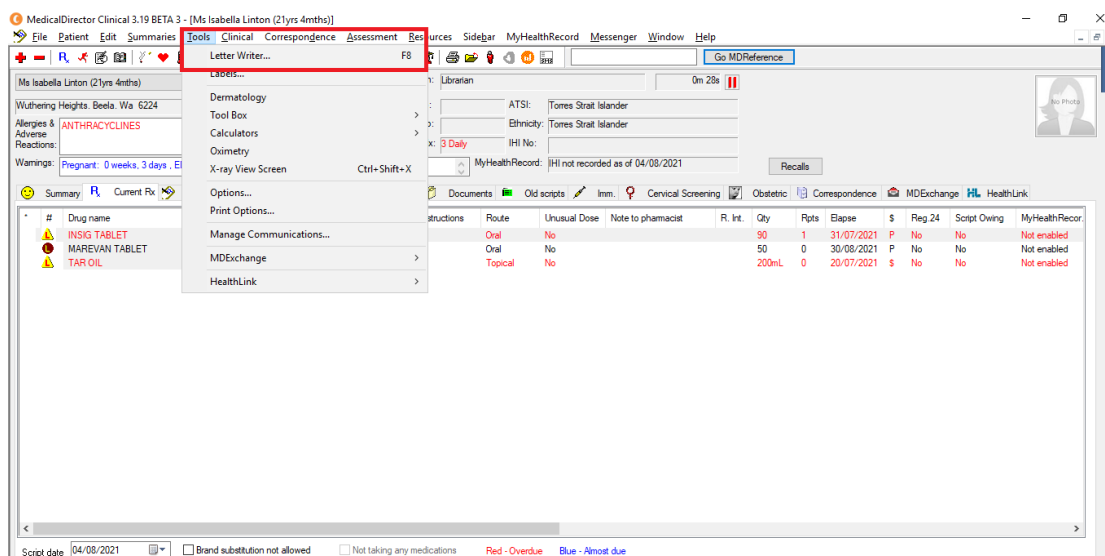 MedicalDirector Clinical 3.19 BETA 3 - [Ms Isabella Linton (21yrs 4mths)]
File Patient Edit Summaries Tools Clinical Correspondence Assessment Resources Sidebar MyHealthRecord Messenger Window Help
Letter Writer... F8
Go MDReference
Ms Isabella Linton (21yrs 4mths)
Labels...
Librarian
0m 28s
Wuthering Heights. Beela. Wa 6224
Dermatology
ATSI: Torres Strait Islander
No Photo
Tool Box
Allergies & Adverse Reactions: ANTHRACYCLINES
Ethnicity: Torres Strait Islander
Calculators
3 Daily
IHI No:
Oximetry
Warnings: Pregnant: 0 weeks, 3 days
X-ray View Screen Ctrl+Shift+X
MyHealthRecord: IHI not recorded as of 04/08/2021
Recalls
Summary Current Rx
Options...
Documents Old scripts Imm. Cervical Screening Obstetric Correspondence MDExchange HL HealthLink
Print Options...
* # Drug name
Route Unusual Dose Note to pharmacist R. Int. Qty Rpts Elapse $ Reg.24 Script Owing MyHealthRecor
INSIG TABLET
Manage Communications...
Oral No 90 1 31/07/2021 P No No Not enabled
MAREVAN TABLET
Oral No 50 0 30/08/2021 P No No Not enabled
TAR OIL
MDExchange
Topical No 200mL 0 20/07/2021 $ No No Not enabled
HealthLink
Script date 04/08/2021 Brand substitution not allowed Not taking any medications Red - Overdue Blue - Almost due